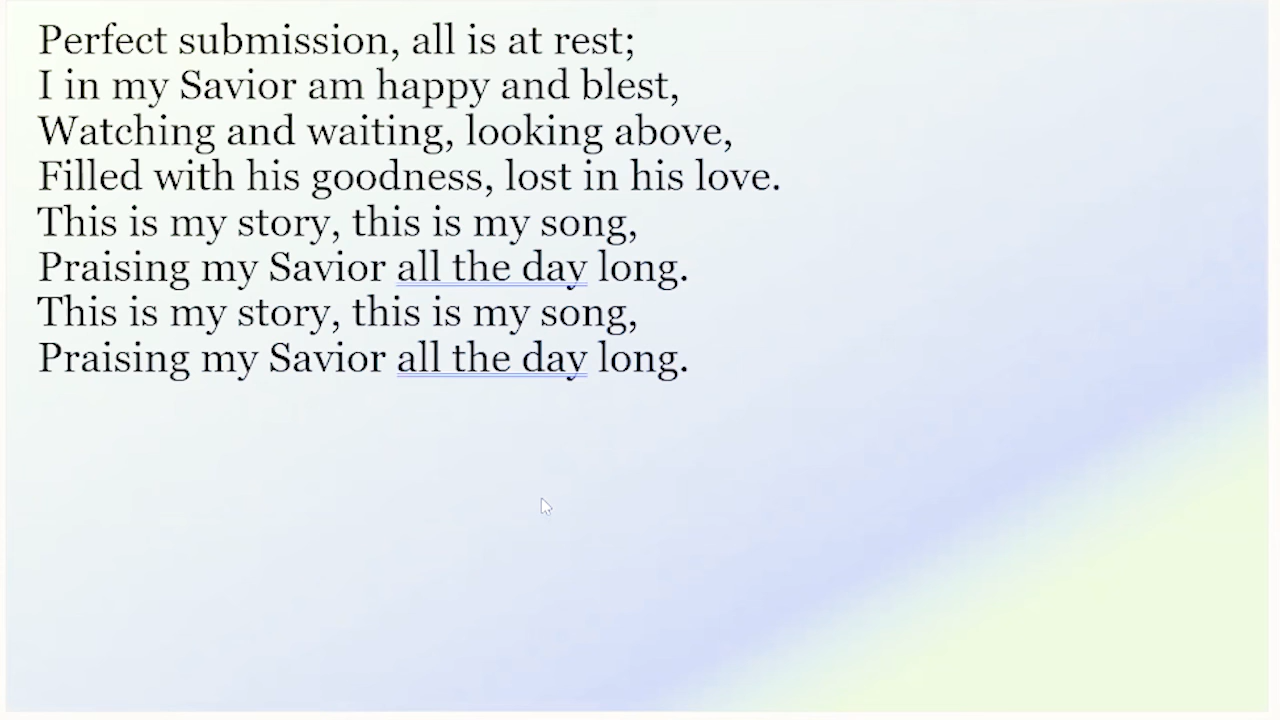 Perfect submission, all is at rest;
I in my Savior am happy and blest,
Watching and waiting, looking above,
Filled with his goodness, lost in his love.
This is my story, this is my song,
Praising my Savior all the day long.
This is my story, this is my song,
Praising my Savior all the day long.